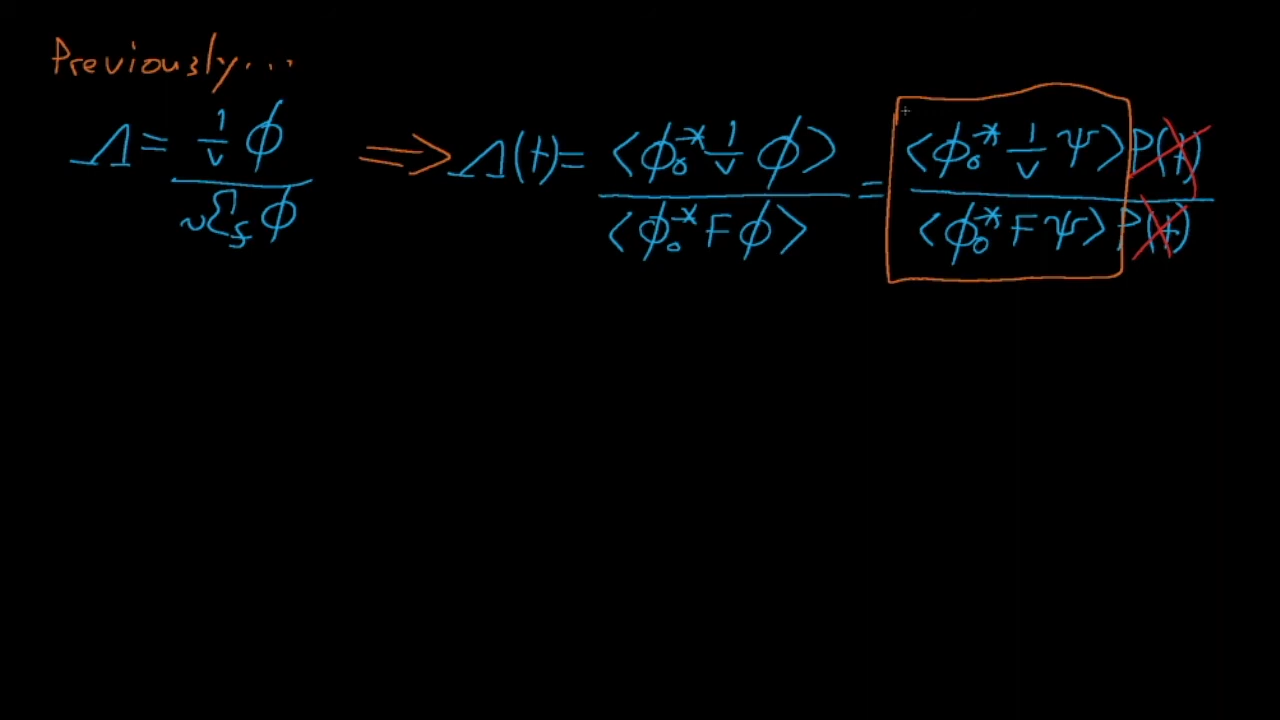 Previously...
Λ = (1/v ϕ) / (νΣ_f ϕ) ⟹ Λ(t) = <ϕ₀* 1/v ϕ> / <ϕ₀* F ϕ> = <ϕ₀* 1/v ψ> P(t) / <ϕ₀* F ψ> P(t)